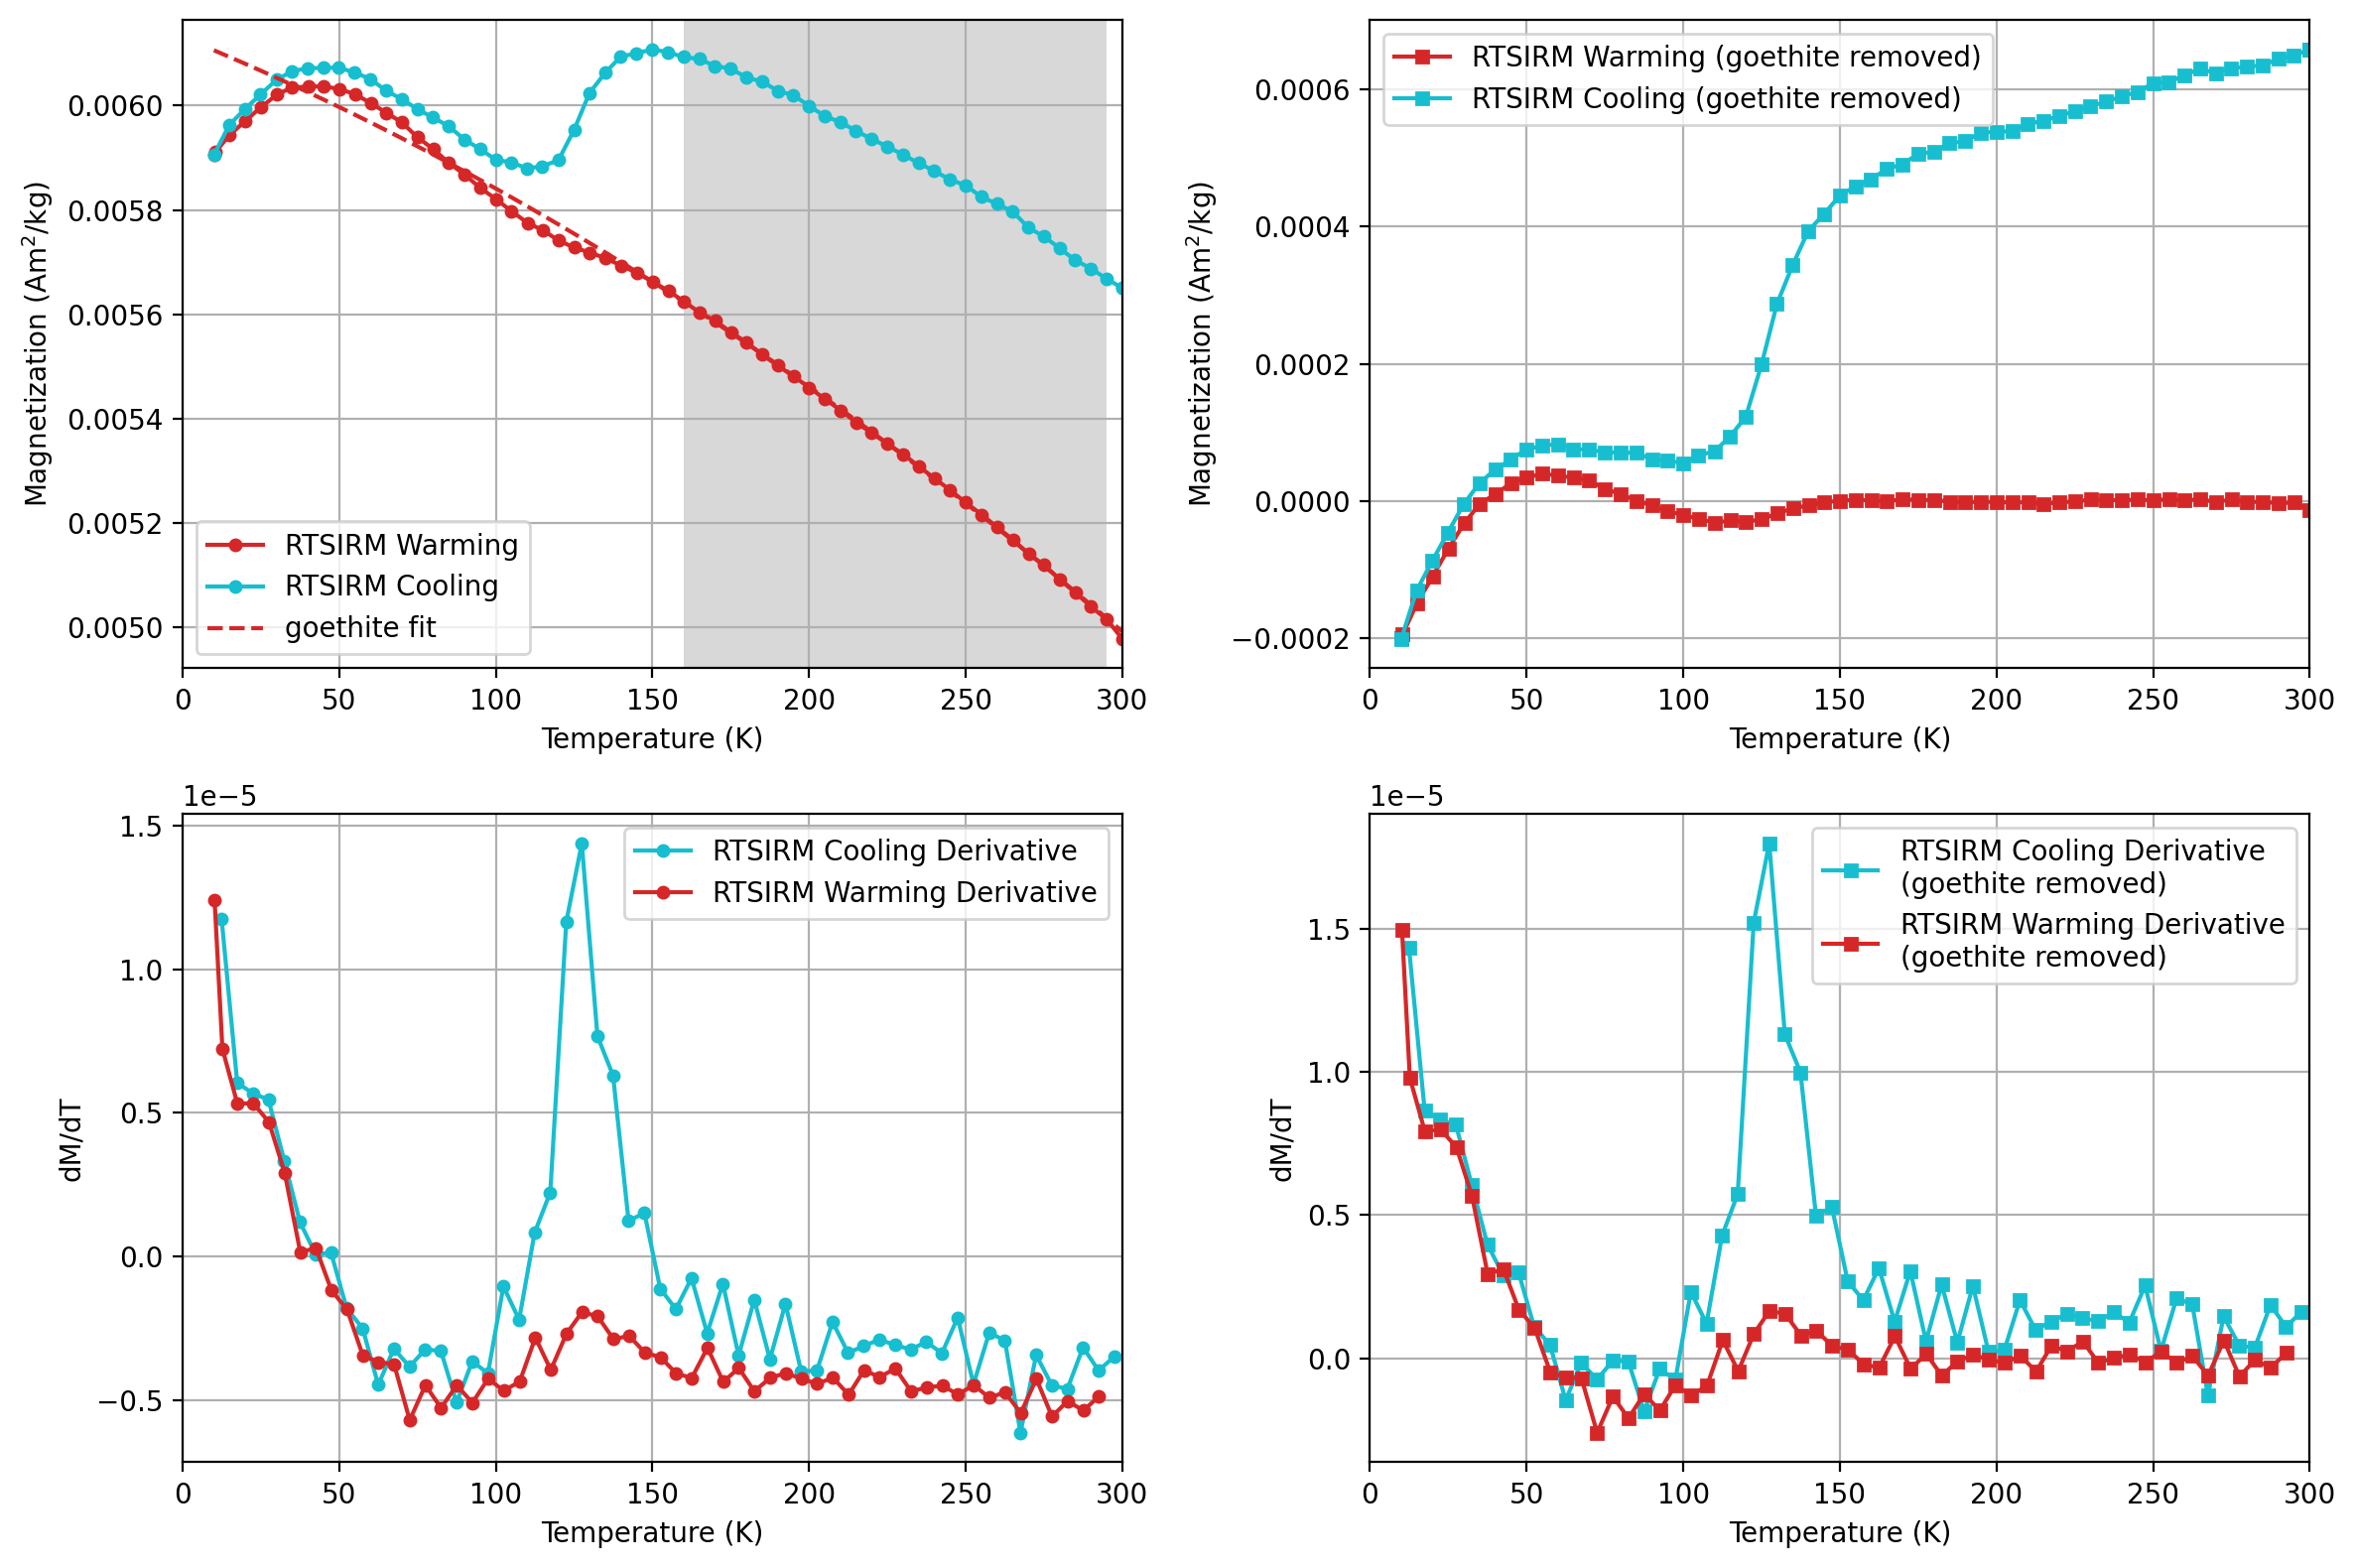 0.0060
0.0058
0.0056
0.0054
0.0052
0.0050
Magnetization (Am²/kg)
RTSIRM Warming
RTSIRM Cooling
goethite fit
0 50 100 150 200 250 300
Temperature (K)
RTSIRM Warming (goethite removed)
RTSIRM Cooling (goethite removed)
0.0006
0.0004
0.0002
0.0000
−0.0002
Magnetization (Am²/kg)
0 50 100 150 200 250 300
Temperature (K)
1e−5
1.5
1.0
0.5
0.0
−0.5
dM/dT
RTSIRM Cooling Derivative
RTSIRM Warming Derivative
0 50 100 150 200 250 300
Temperature (K)
1e−5
1.5
1.0
0.5
0.0
dM/dT
RTSIRM Cooling Derivative
(goethite removed)
RTSIRM Warming Derivative
(goethite removed)
0 50 100 150 200 250 300
Temperature (K)